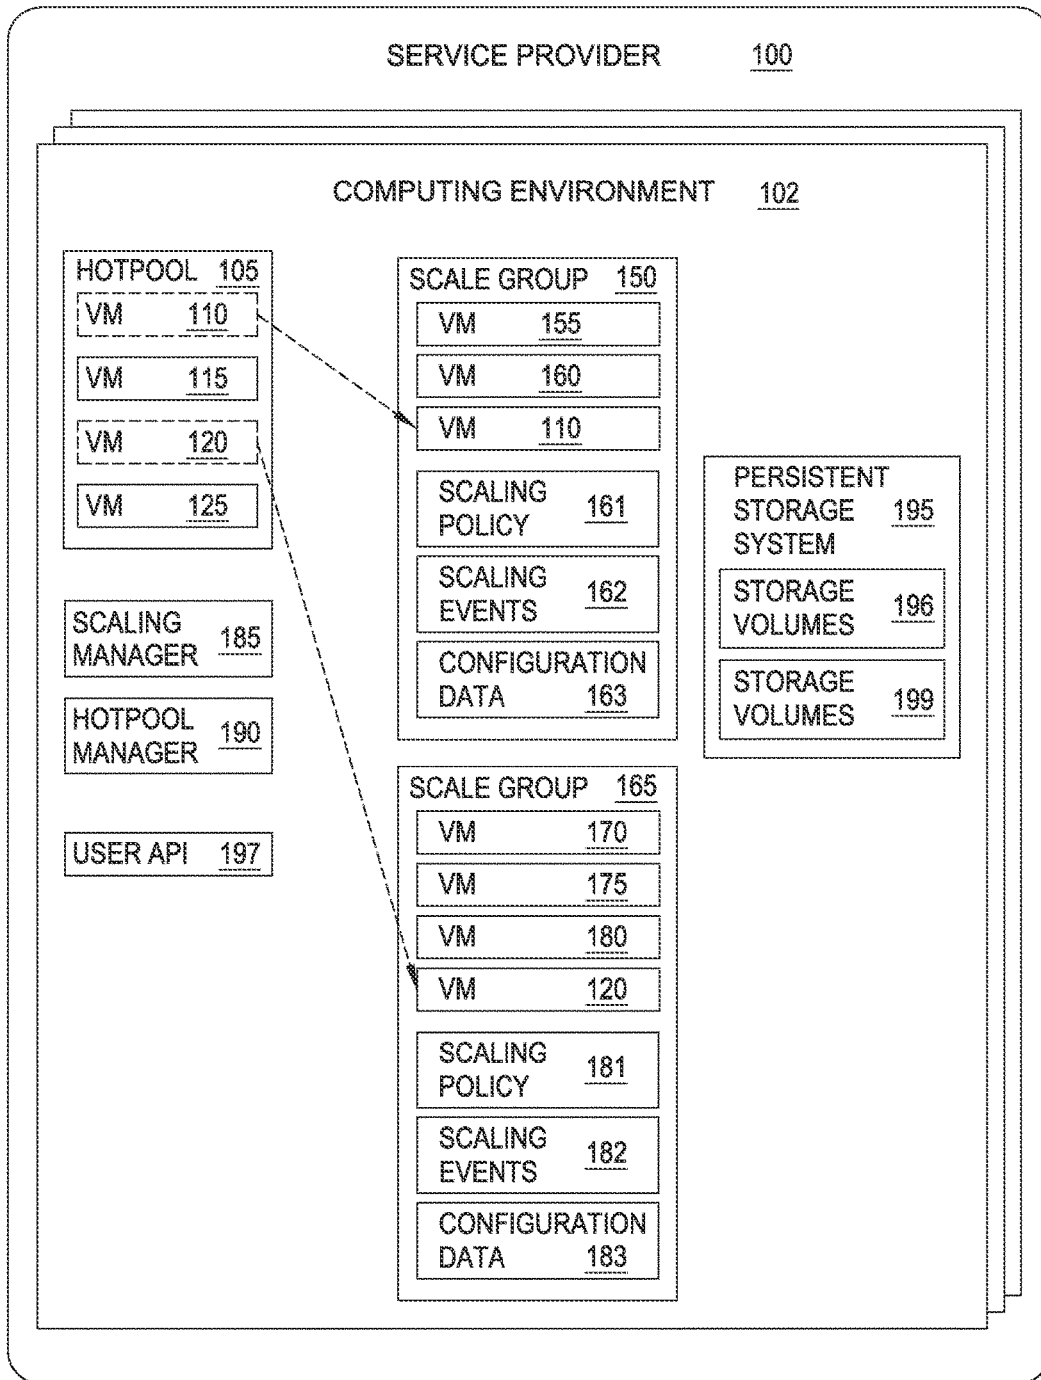 SERVICE PROVIDER 100
COMPUTING ENVIRONMENT 102
HOTPOOL 105
VM 110
VM 115
VM 120
VM 125
SCALING
MANAGER 185
HOTPOOL
MANAGER 190
USER API 197
SCALE GROUP 150
VM 155
VM 160
VM 110
SCALING
POLICY 161
SCALING
EVENTS 162
CONFIGURATION
DATA 163
SCALE GROUP 165
VM 170
VM 175
VM 180
VM 120
SCALING
POLICY 181
SCALING
EVENTS 182
CONFIGURATION
DATA 183
PERSISTENT
STORAGE 195
SYSTEM
STORAGE
VOLUMES 196
STORAGE
VOLUMES 199